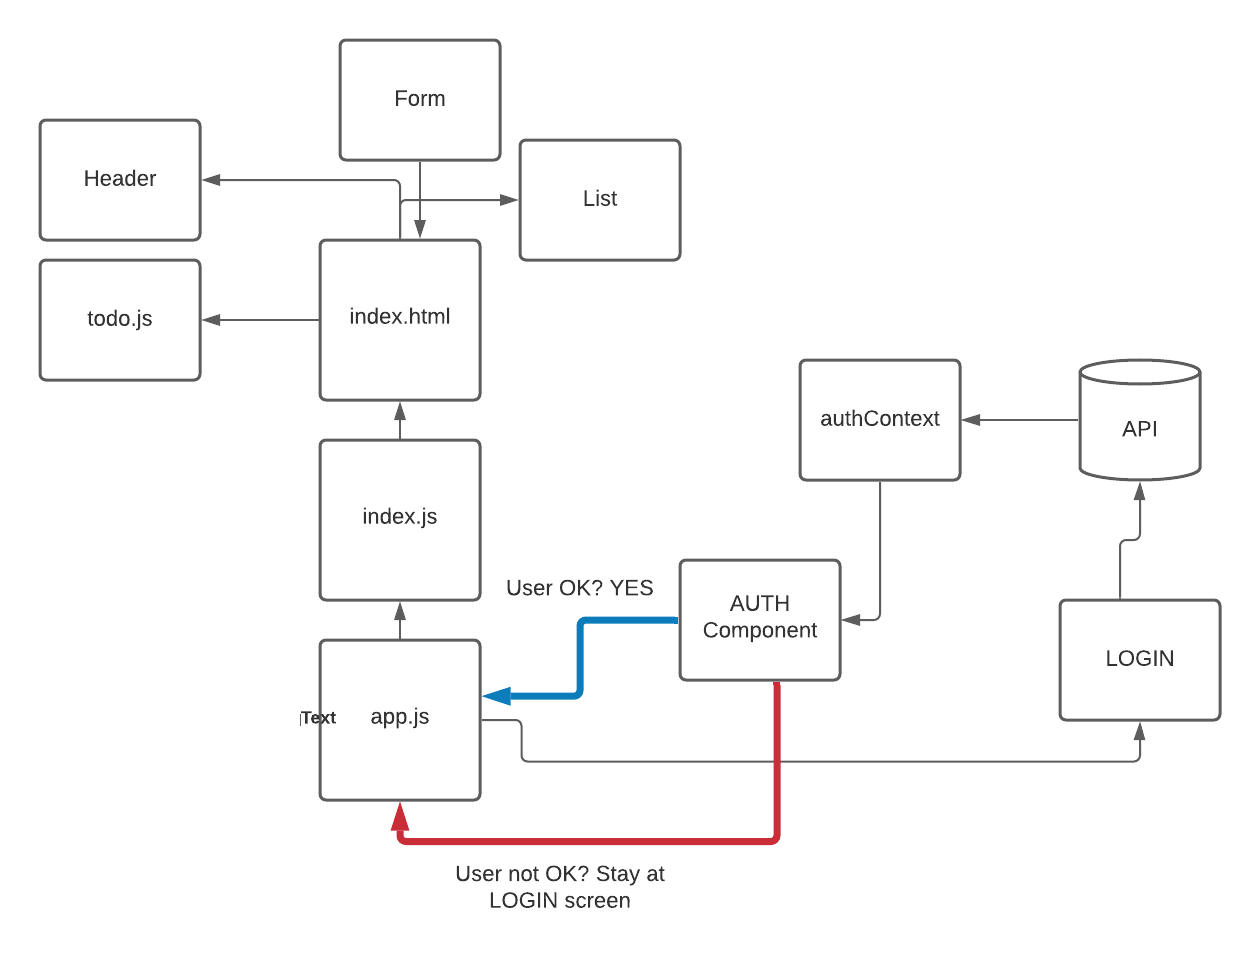 Form
Header
List
todo.js
index.html
authContext
API
index.js
User OK? YES
AUTH
Component
LOGIN
Text
app.js
User not OK? Stay at
LOGIN screen